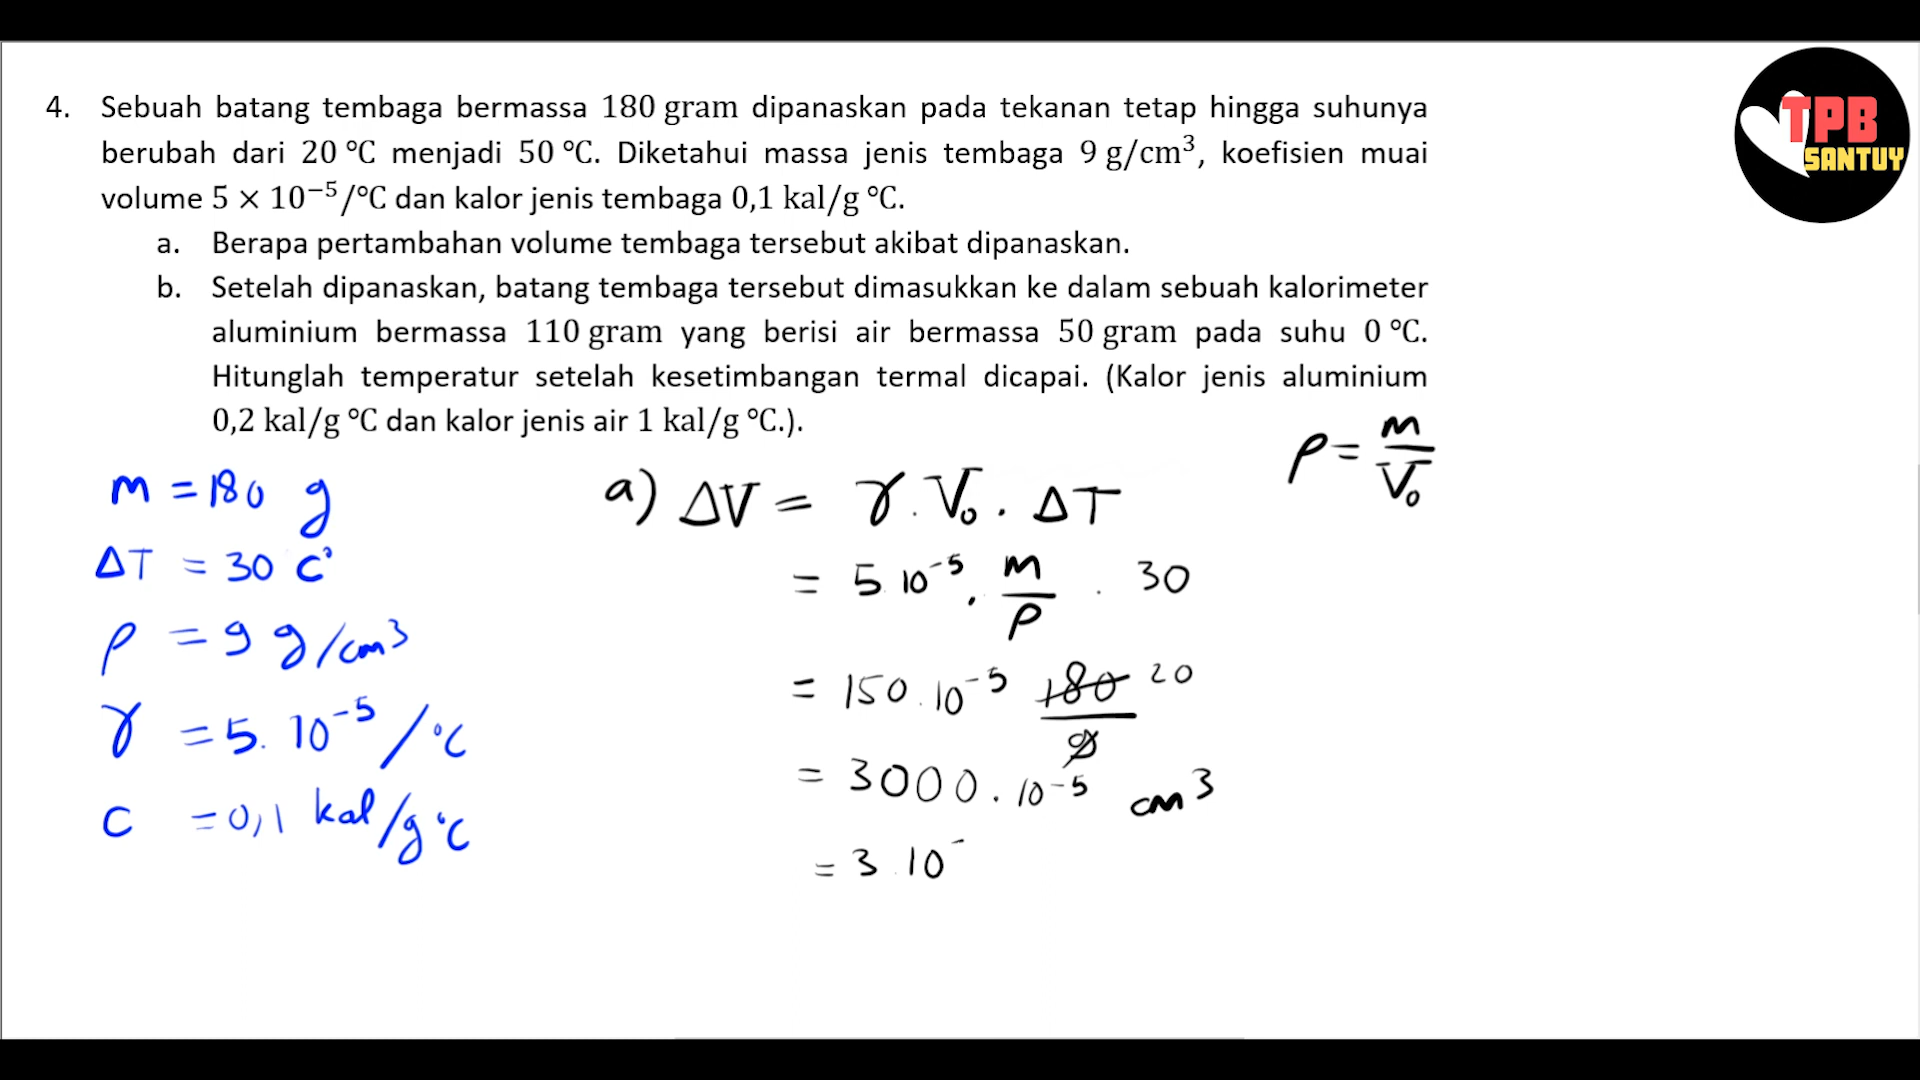 TPB
SANTUY
4. Sebuah batang tembaga bermassa 180 gram dipanaskan pada tekanan tetap hingga suhunya
berubah dari 20 °C menjadi 50 °C. Diketahui massa jenis tembaga 9 g/cm³, koefisien muai
volume 5 × 10⁻⁵/°C dan kalor jenis tembaga 0,1 kal/g °C.
a. Berapa pertambahan volume tembaga tersebut akibat dipanaskan.
b. Setelah dipanaskan, batang tembaga tersebut dimasukkan ke dalam sebuah kalorimeter
aluminium bermassa 110 gram yang berisi air bermassa 50 gram pada suhu 0 °C.
Hitunglah temperatur setelah kesetimbangan termal dicapai. (Kalor jenis aluminium
0,2 kal/g °C dan kalor jenis air 1 kal/g °C.).
ρ = m/V₀
m = 180 g
ΔT = 30 C°
ρ = 9 g/cm³
γ = 5. 10⁻⁵ /°C
c = 0,1 kal/g °C
a) ΔV = γ . V₀ . ΔT
= 5 10⁻⁵ . m/ρ . 30
= 150 . 10⁻⁵ 180/9 20
= 3000 . 10⁻⁵ cm³
= 3 . 10⁻